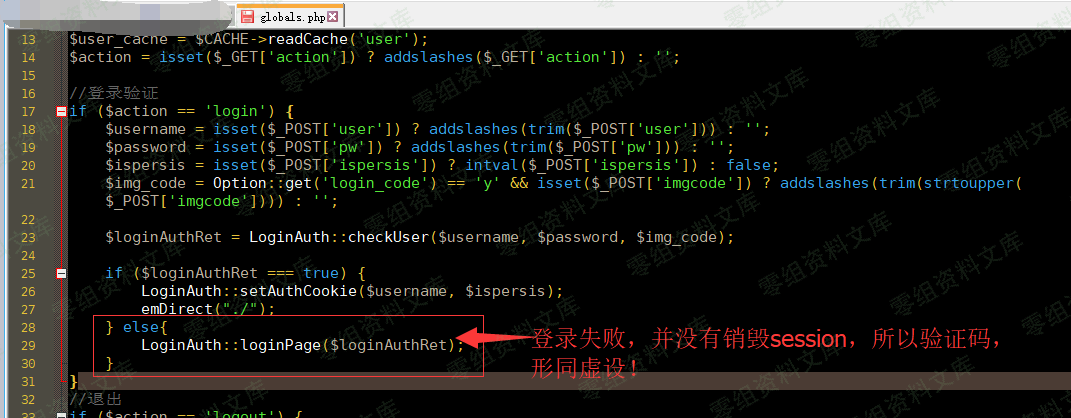 globals.php
13 $user_cache = $CACHE->readCache('user');
14 $action = isset($_GET['action']) ? addslashes($_GET['action']) : '';
15
16 //登录验证
17 if ($action == 'login') {
18 $username = isset($_POST['user']) ? addslashes(trim($_POST['user'])) : '';
19 $password = isset($_POST['pw']) ? addslashes(trim($_POST['pw'])) : '';
20 $ispersis = isset($_POST['ispersis']) ? intval($_POST['ispersis']) : false;
21 $img_code = Option::get('login_code') == 'y' && isset($_POST['imgcode']) ? addslashes(trim(strtoupper(
$_POST['imgcode']))) : '';
22
23 $loginAuthRet = LoginAuth::checkUser($username, $password, $img_code);
24
25 if ($loginAuthRet === true) {
26 LoginAuth::setAuthCookie($username, $ispersis);
27 emDirect("./");
28 } else{
29 LoginAuth::loginPage($loginAuthRet);
登录失败，并没有销毁session，所以验证码，
形同虚设！
30 }
31 }
32 //退出
33 if ($action == 'logout') {
零组资料文库